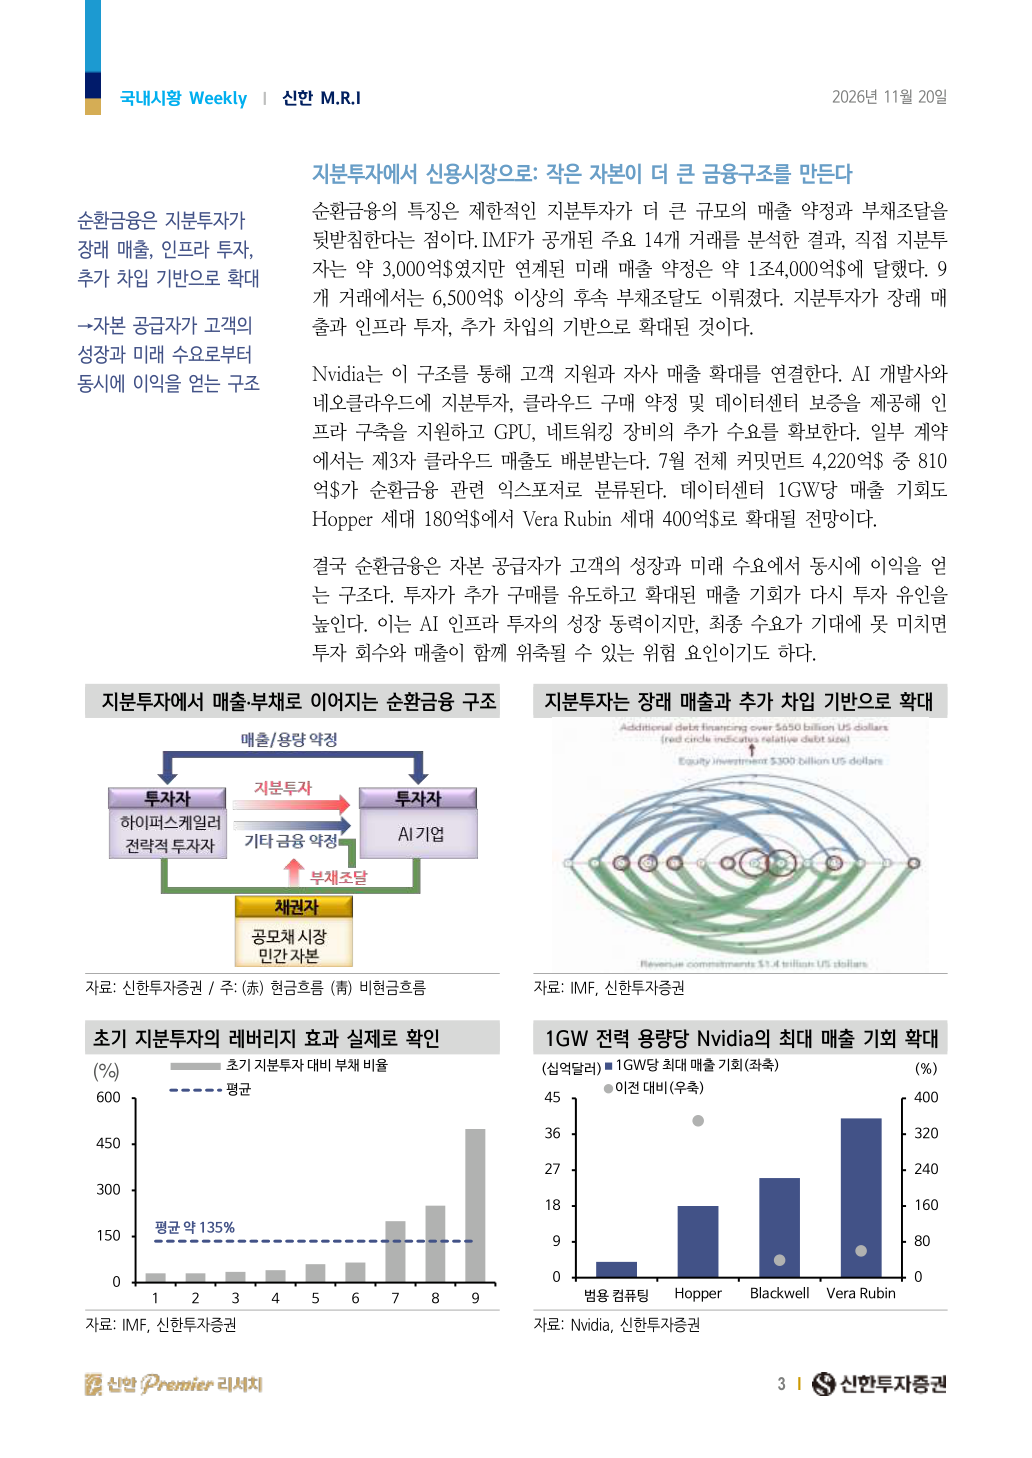 국내시황 Weekly | 신한 M.R.I
2026년 11월 20일
지분투자에서 신용시장으로: 작은 자본이 더 큰 금융구조를 만든다
순환금융은 지분투자가
장래 매출, 인프라 투자,
추가 차입 기반으로 확대
→자본 공급자가 고객의
성장과 미래 수요로부터
동시에 이익을 얻는 구조
순환금융의 특징은 제한적인 지분투자가 더 큰 규모의 매출 약정과 부채조달을
뒷받침한다는 점이다. IMF가 공개된 주요 14개 거래를 분석한 결과, 직접 지분투
자는 약 3,000억$였지만 연계된 미래 매출 약정은 약 1조4,000억$에 달했다. 9
개 거래에서는 6,500억$ 이상의 후속 부채조달도 이뤄졌다. 지분투자가 장래 매
출과 인프라 투자, 추가 차입의 기반으로 확대된 것이다.
Nvidia는 이 구조를 통해 고객 지원과 자사 매출 확대를 연결한다. AI 개발사와
네오클라우드에 지분투자, 클라우드 구매 약정 및 데이터센터 보증을 제공해 인
프라 구축을 지원하고 GPU, 네트워킹 장비의 추가 수요를 확보한다. 일부 계약
에서는 제3자 클라우드 매출도 배분받는다. 7월 전체 커밋먼트 4,220억$ 중 810
억$가 순환금융 관련 익스포저로 분류된다. 데이터센터 1GW당 매출 기회도
Hopper 세대 180억$에서 Vera Rubin 세대 400억$로 확대될 전망이다.
결국 순환금융은 자본 공급자가 고객의 성장과 미래 수요에서 동시에 이익을 얻
는 구조다. 투자가 추가 구매를 유도하고 확대된 매출 기회가 다시 투자 유인을
높인다. 이는 AI 인프라 투자의 성장 동력이지만, 최종 수요가 기대에 못 미치면
투자 회수와 매출이 함께 위축될 수 있는 위험 요인이기도 하다.
지분투자에서 매출·부채로 이어지는 순환금융 구조
매출/용량 약정
투자자
하이퍼스케일러
전략적 투자자
지분투자
기타 금융 약정
투자자
AI 기업
부채조달
채권자
공모채 시장
민간 자본
자료: 신한투자증권 / 주: (赤) 현금흐름 (靑) 비현금흐름
지분투자는 장래 매출과 추가 차입 기반으로 확대
Additional debt financing over $650 billion US dollars
(red circle indicates relative debt size)
Equity investment $300 billion US dollars
Revenue commitments $1.4 trillion US dollars
자료: IMF, 신한투자증권
초기 지분투자의 레버리지 효과 실제로 확인
(%)
초기 지분투자 대비 부채 비율
평균
600
450
300
150
0
평균 약 135%
1 2 3 4 5 6 7 8 9
자료: IMF, 신한투자증권
1GW 전력 용량당 Nvidia의 최대 매출 기회 확대
(십억달러) 1GW당 최대 매출 기회(좌축) (%)
이전 대비(우축)
45 400
36 320
27 240
18 160
9 80
0 0
범용 컴퓨팅 Hopper Blackwell Vera Rubin
자료: Nvidia, 신한투자증권
신한 Premier 리서치
3 | 신한투자증권